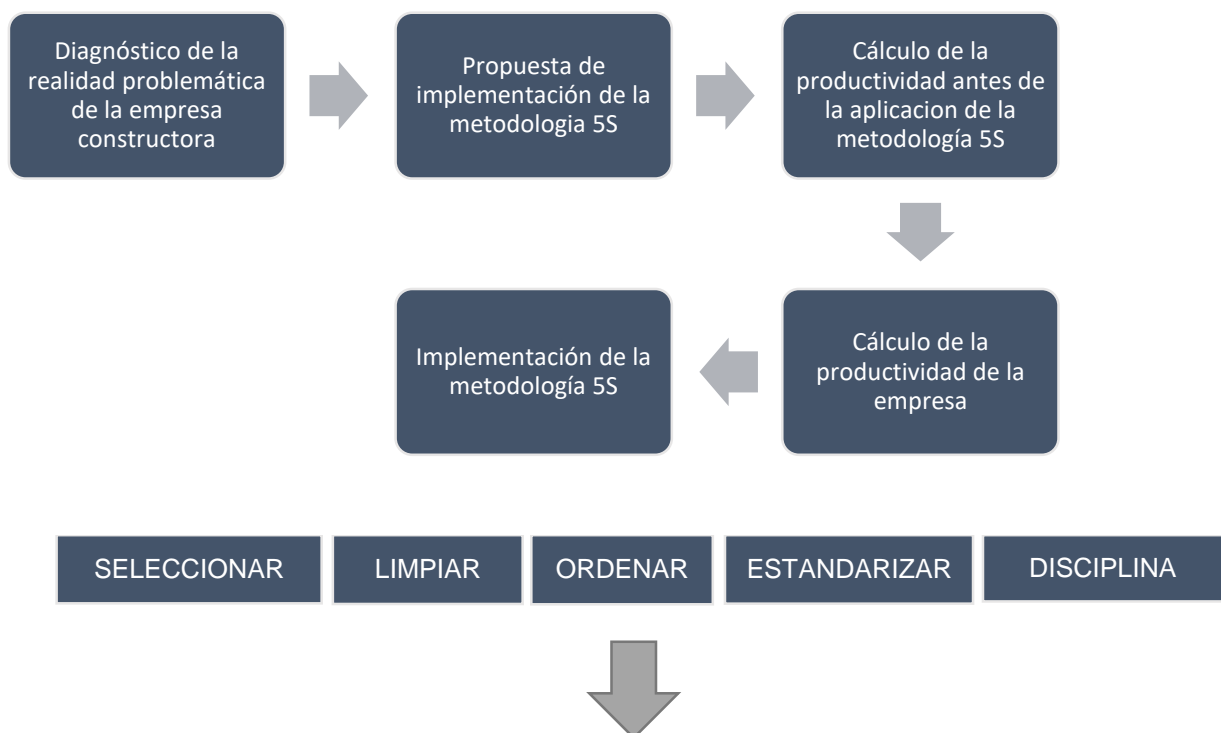 Diagnóstico de la
realidad problemática
de la empresa
constructora
Propuesta de
implementación de la
metodologia 5S
Cálculo de la
productividad antes de
la aplicacion de la
metodología 5S
Cálculo de la
productividad de la
empresa
Implementación de la
metodología 5S
SELECCIONAR
LIMPIAR
ORDENAR
ESTANDARIZAR
DISCIPLINA